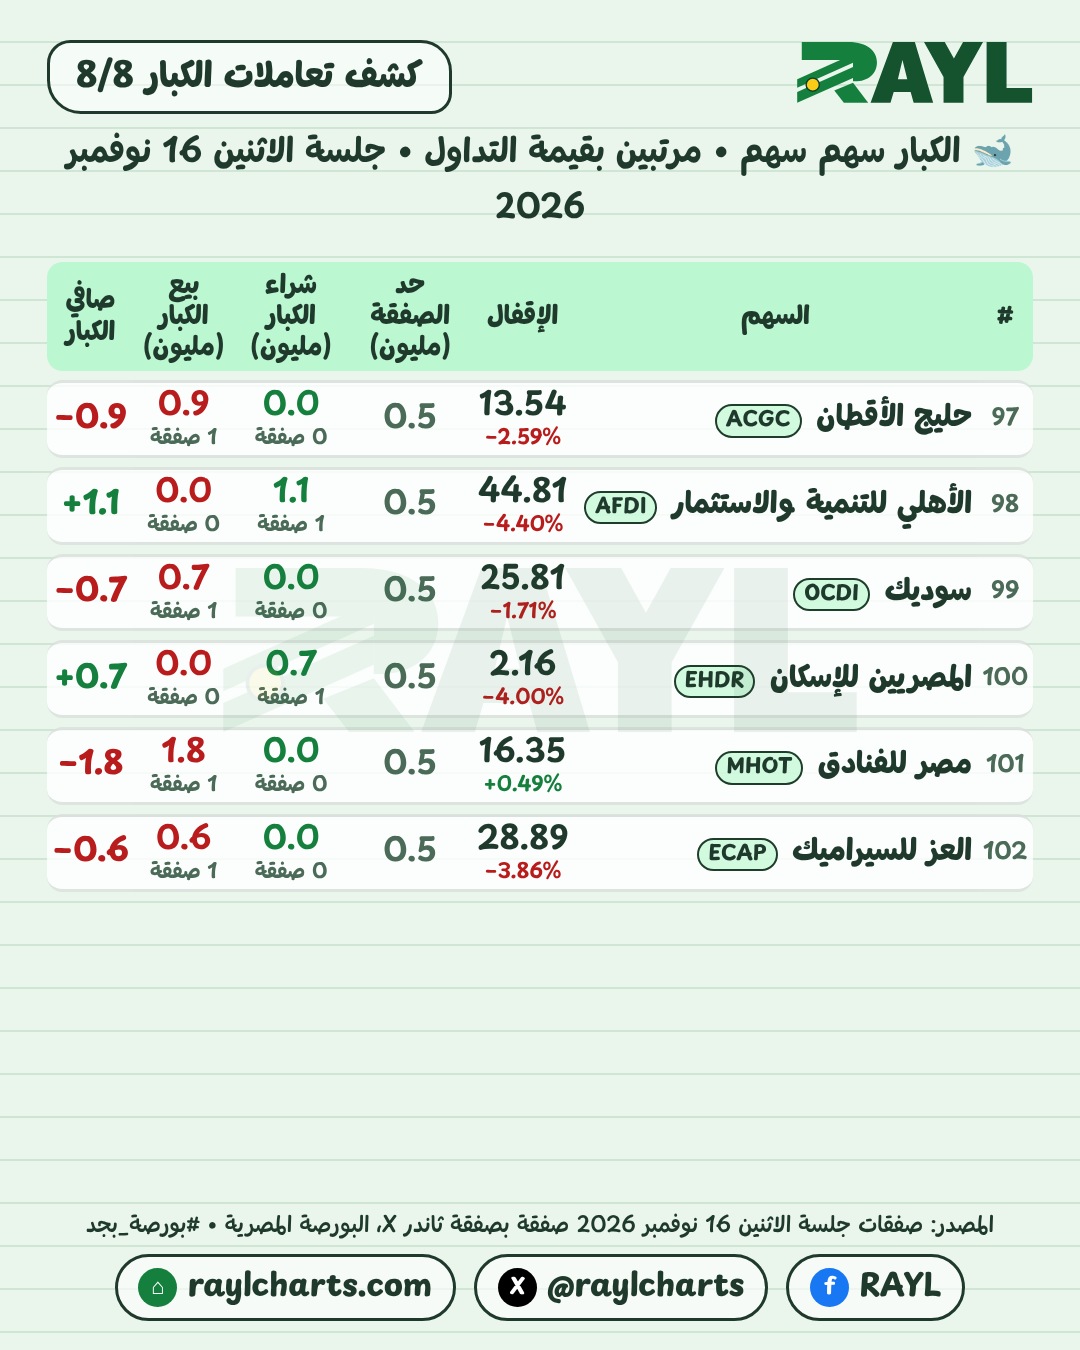 كشف تعاملات الكبار 8/8
RAYL
🐋 الكبار سهم سهم • مرتبين بقيمة التداول • جلسة الاثنين 16 نوفمبر
2026
# السهم الإقفال حد الصفقة (مليون) شراء الكبار (مليون) بيع الكبار (مليون) صافي الكبار
97 حليج الأقطان ACGC 13.54 0.5 0.0 0.9 −0.9
−2.59% 0 صفقة 1 صفقة
98 الأهلي للتنمية والاستثمار AFDI 44.81 0.5 1.1 0.0 +1.1
−4.40% 1 صفقة 0 صفقة
99 سوديك OCDI 25.81 0.5 0.0 0.7 −0.7
−1.71% 0 صفقة 1 صفقة
100 المصريين للإسكان EHDR 2.16 0.5 0.7 0.0 +0.7
−4.00% 1 صفقة 0 صفقة
101 مصر للفنادق MHOT 16.35 0.5 0.0 1.8 −1.8
+0.49% 0 صفقة 1 صفقة
102 العز للسيراميك ECAP 28.89 0.5 0.0 0.6 −0.6
−3.86% 0 صفقة 1 صفقة
RAYL
المصدر: صفقات جلسة الاثنين 16 نوفمبر 2026 صفقة بصفقة ثاندر X، البورصة المصرية • #بورصة_بجد
raylcharts.com
X @raylcharts
f RAYL